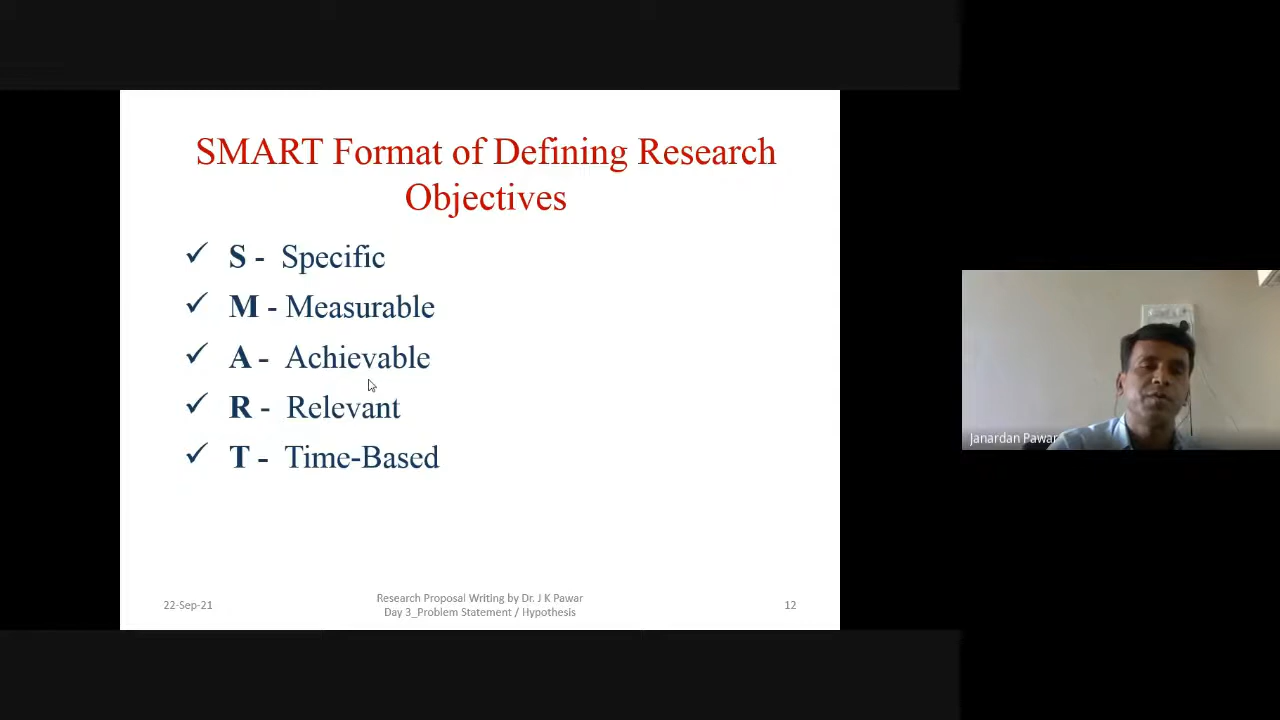 SMART Format of Defining Research
Objectives
✓ S - Specific
✓ M - Measurable
✓ A - Achievable
✓ R - Relevant
✓ T - Time-Based
22-Sep-21
Research Proposal Writing by Dr. J K Pawar
Day 3_Problem Statement / Hypothesis
12
Janardan Pawar